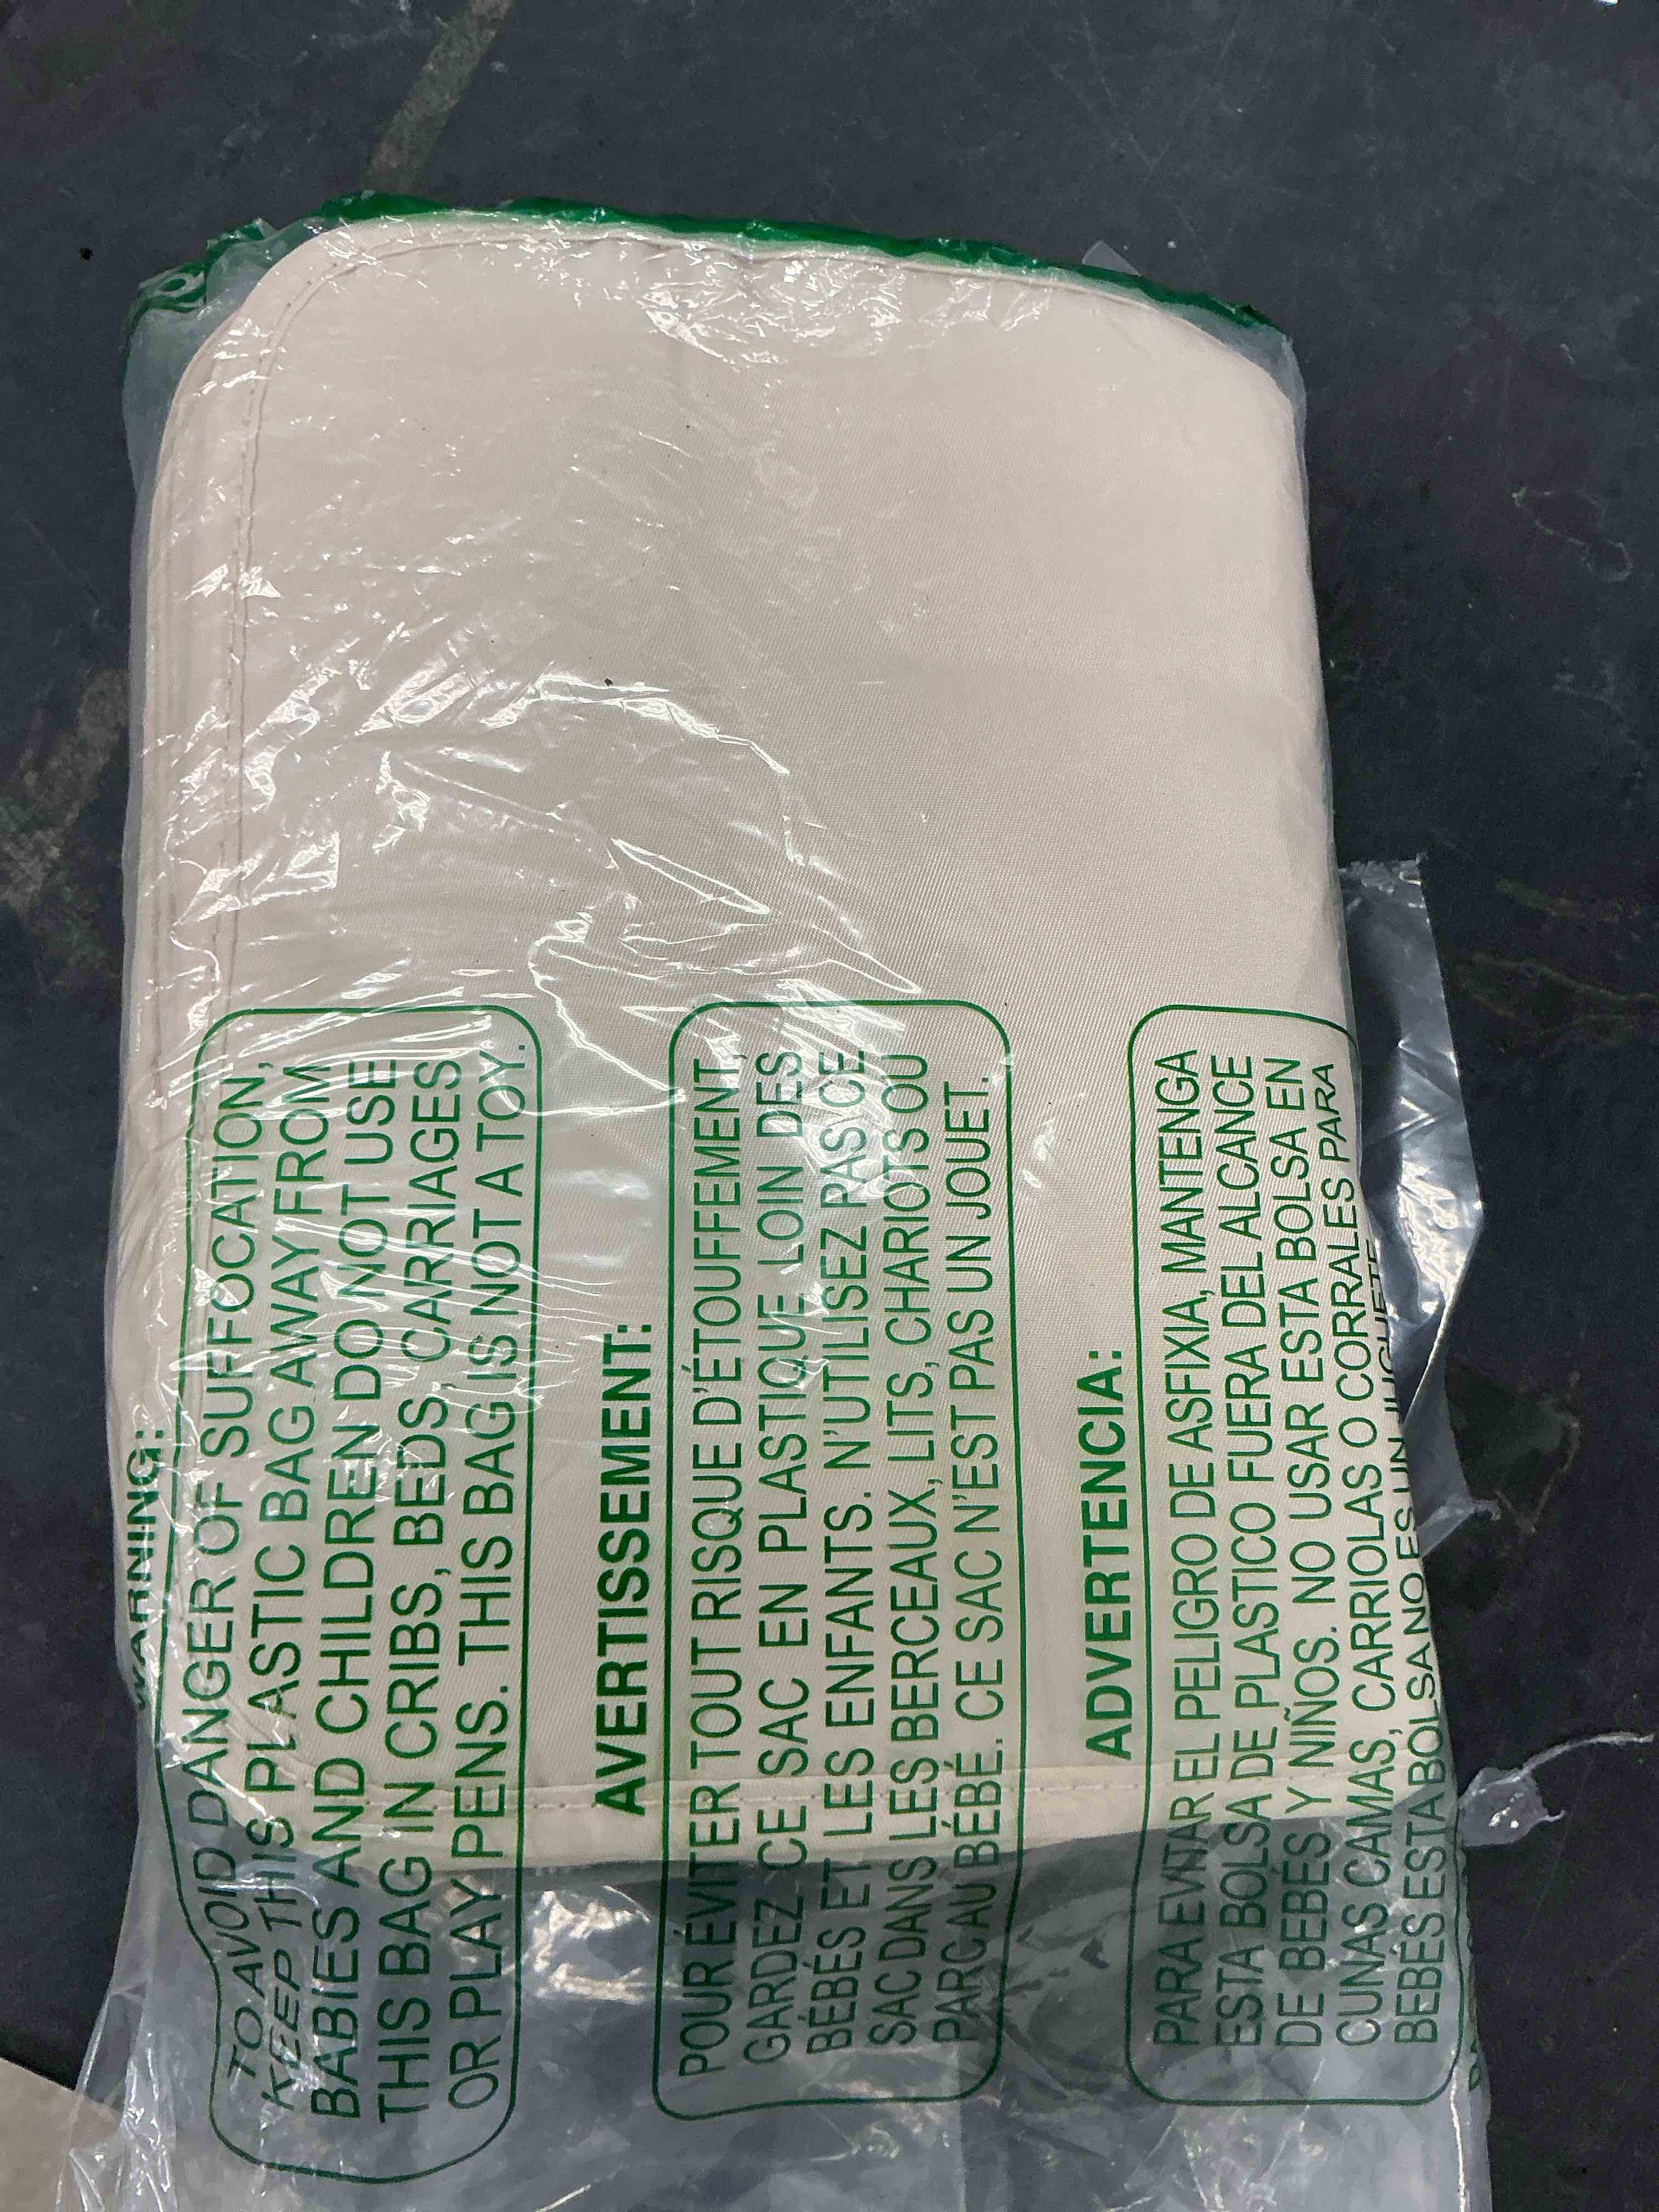 WARNING:
TO AVOID DANGER OF SUFFOCATION,
KEEP THIS PLASTIC BAG AWAY FROM
BABIES AND CHILDREN DO NOT USE
THIS BAG IN CRIBS, BEDS, CARRIAGES
OR PLAY PENS. THIS BAG IS NOT A TOY.
AVERTISSEMENT:
POUR ÉVITER TOUT RISQUE D'ÉTOUFFEMENT,
GARDEZ CE SAC EN PLASTIQUE LOIN DES
BÉBÉS ET LES ENFANTS. N'UTILISEZ PAS CE
SAC DANS LES BERCEAUX, LITS, CHARIOTS OU
PARC AU BÉBÉ. CE SAC N'EST PAS UN JOUET.
ADVERTENCIA:
PARA EVITAR EL PELIGRO DE ASFIXIA, MANTENGA
ESTA BOLSA DE PLASTICO FUERA DEL ALCANCE
DE BEBÉS Y NIÑOS. NO USAR ESTA BOLSA EN
CUNAS CAMAS, CARRIOLAS O CORRALES PARA
BEBÉS ESTA BOLSA NO ES UN JUGUETE